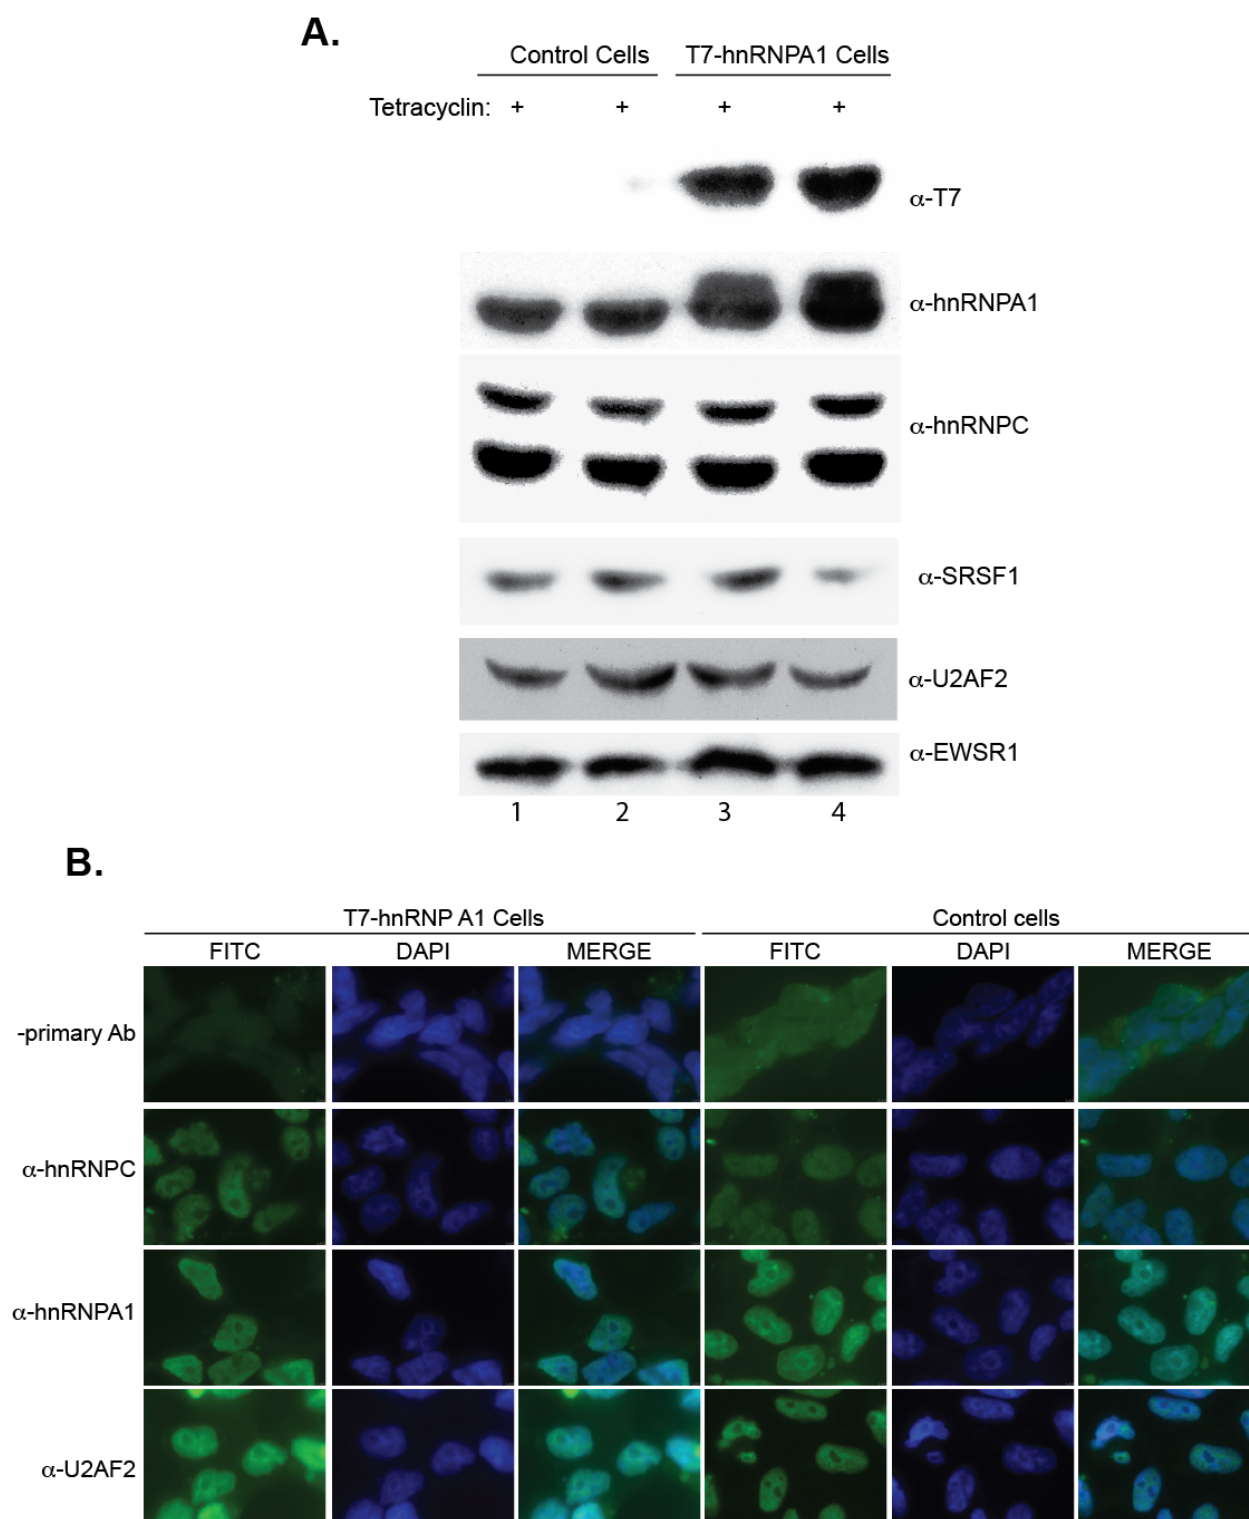 A.
Control Cells T7-hnRNPA1 Cells
Tetracyclin: + + + +
α-T7
α-hnRNPA1
α-hnRNPC
α-SRSF1
α-U2AF2
α-EWSR1
1 2 3 4
B.
T7-hnRNP A1 Cells Control cells
FITC DAPI MERGE FITC DAPI MERGE
-primary Ab
α-hnRNPC
α-hnRNPA1
α-U2AF2